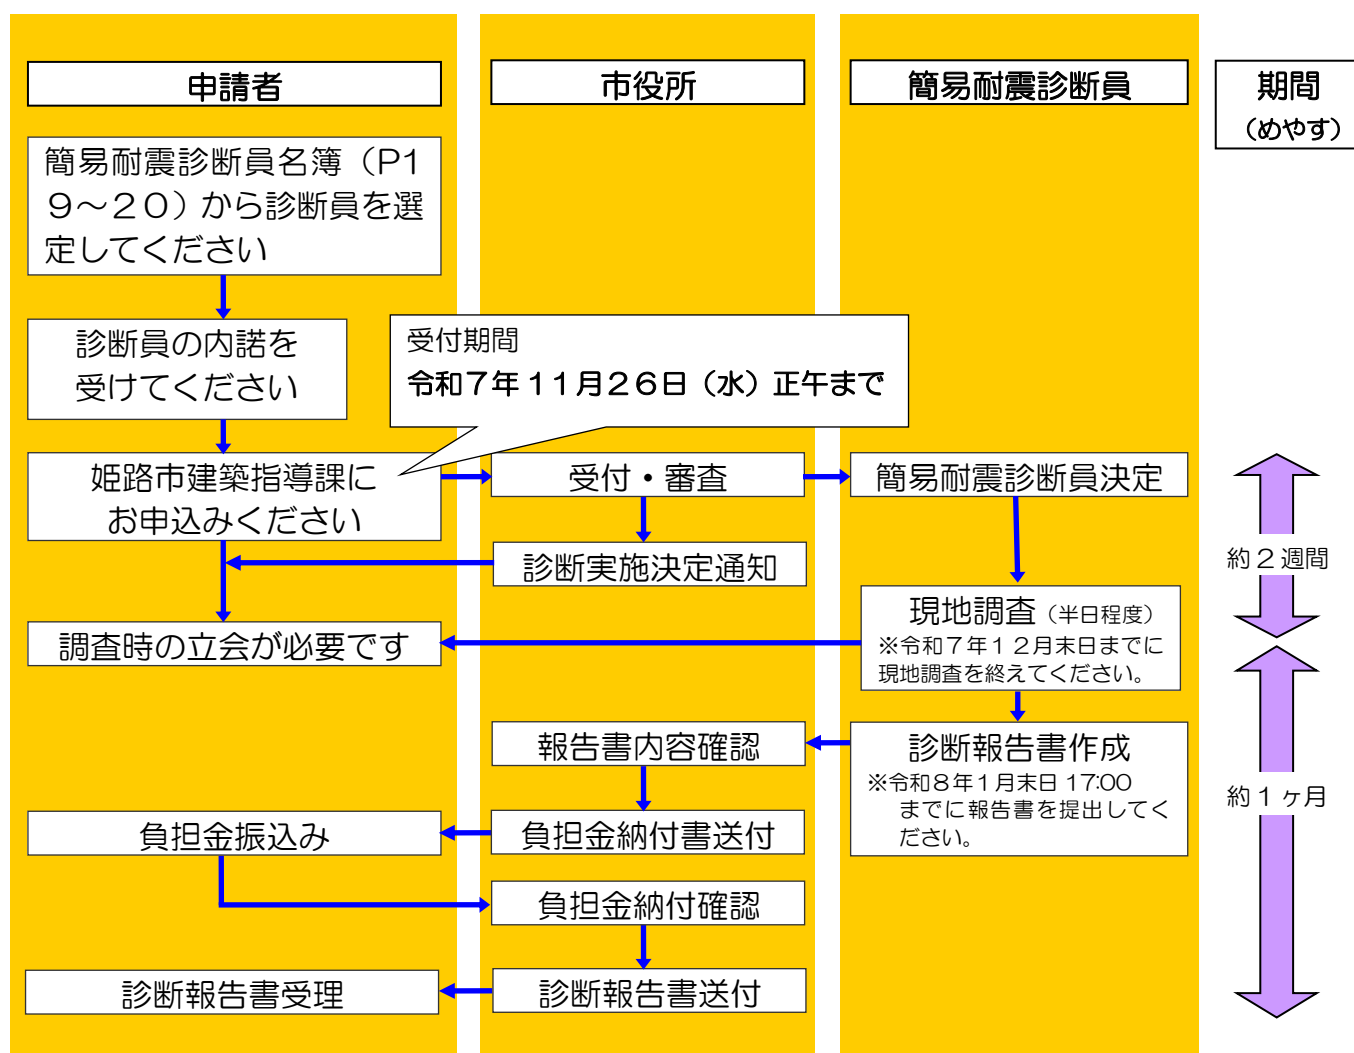 申請者
市役所
簡易耐震診断員
期間
（めやす）
簡易耐震診断員名簿（P1
9～20）から診断員を選
定してください
診断員の内諾を
受けてください
受付期間
令和7年11月26日（水）正午まで
姫路市建築指導課に
お申込みください
受付・審査
簡易耐震診断員決定
診断実施決定通知
約2週間
調査時の立会が必要です
現地調査（半日程度）
※令和7年12月末日までに
現地調査を終えてください。
報告書内容確認
診断報告書作成
※令和8年1月末日 17:00
までに報告書を提出してく
ださい。
約1ヶ月
負担金振込み
負担金納付書送付
負担金納付確認
診断報告書受理
診断報告書送付